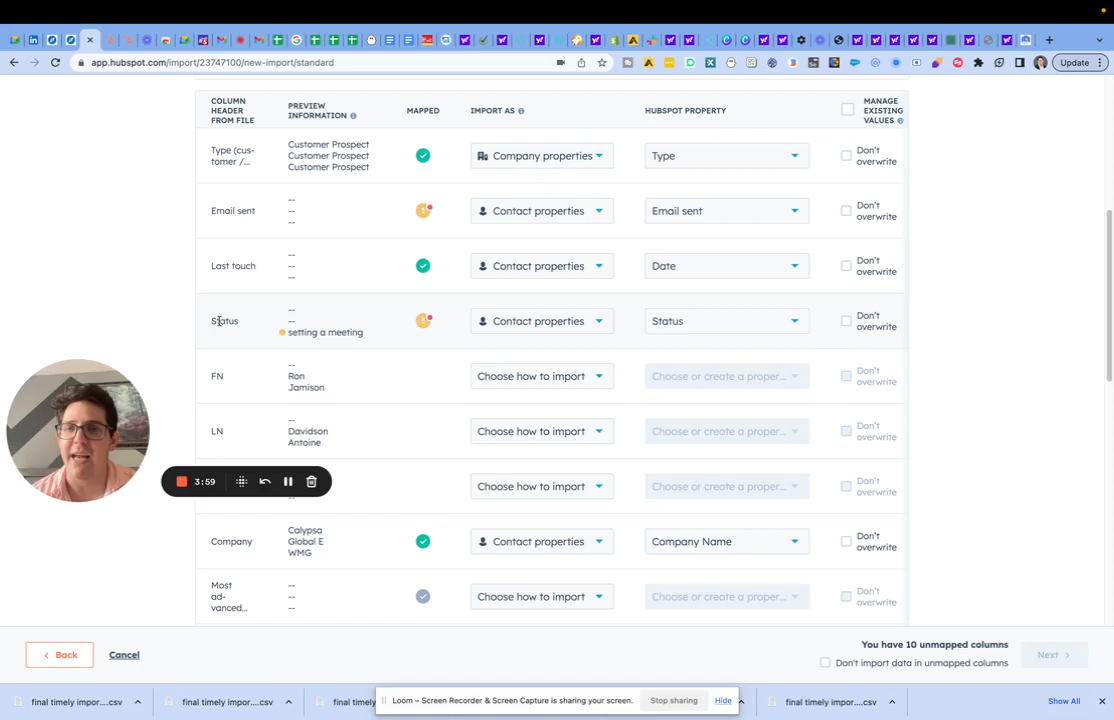 app.hubspot.com/import/23747100/new-import/standard
Update
COLUMN
HEADER
FROM FILE
PREVIEW
INFORMATION
MAPPED
IMPORT AS
HUBSPOT PROPERTY
MANAGE
EXISTING
VALUES
Type (cus-
tomer /...
Customer Prospect
Customer Prospect
Customer Prospect
Company properties
Type
Don't
overwrite
Email sent
--
--
--
Contact properties
Email sent
Don't
overwrite
Last touch
--
--
--
Contact properties
Date
Don't
overwrite
Status
--
--
setting a meeting
Contact properties
Status
Don't
overwrite
FN
--
Ron
Jamison
Choose how to import
Choose or create a proper...
Don't
overwrite
LN
--
Davidson
Antoine
Choose how to import
Choose or create a proper...
Don't
overwrite
3:59
--
Choose how to import
Choose or create a proper...
Don't
overwrite
Company
Calypsa
Global E
WMG
Contact properties
Company Name
Don't
overwrite
Most
ad-
vanced...
--
--
--
Choose how to import
Choose or create a proper...
Don't
overwrite
Back
Cancel
You have 10 unmapped columns
Don't import data in unmapped columns
Next
final timely impor....csv
final timely impor....csv
final timely
Loom – Screen Recorder & Screen Capture is sharing your screen.
Stop sharing
Hide
final timely impor....csv
Show All